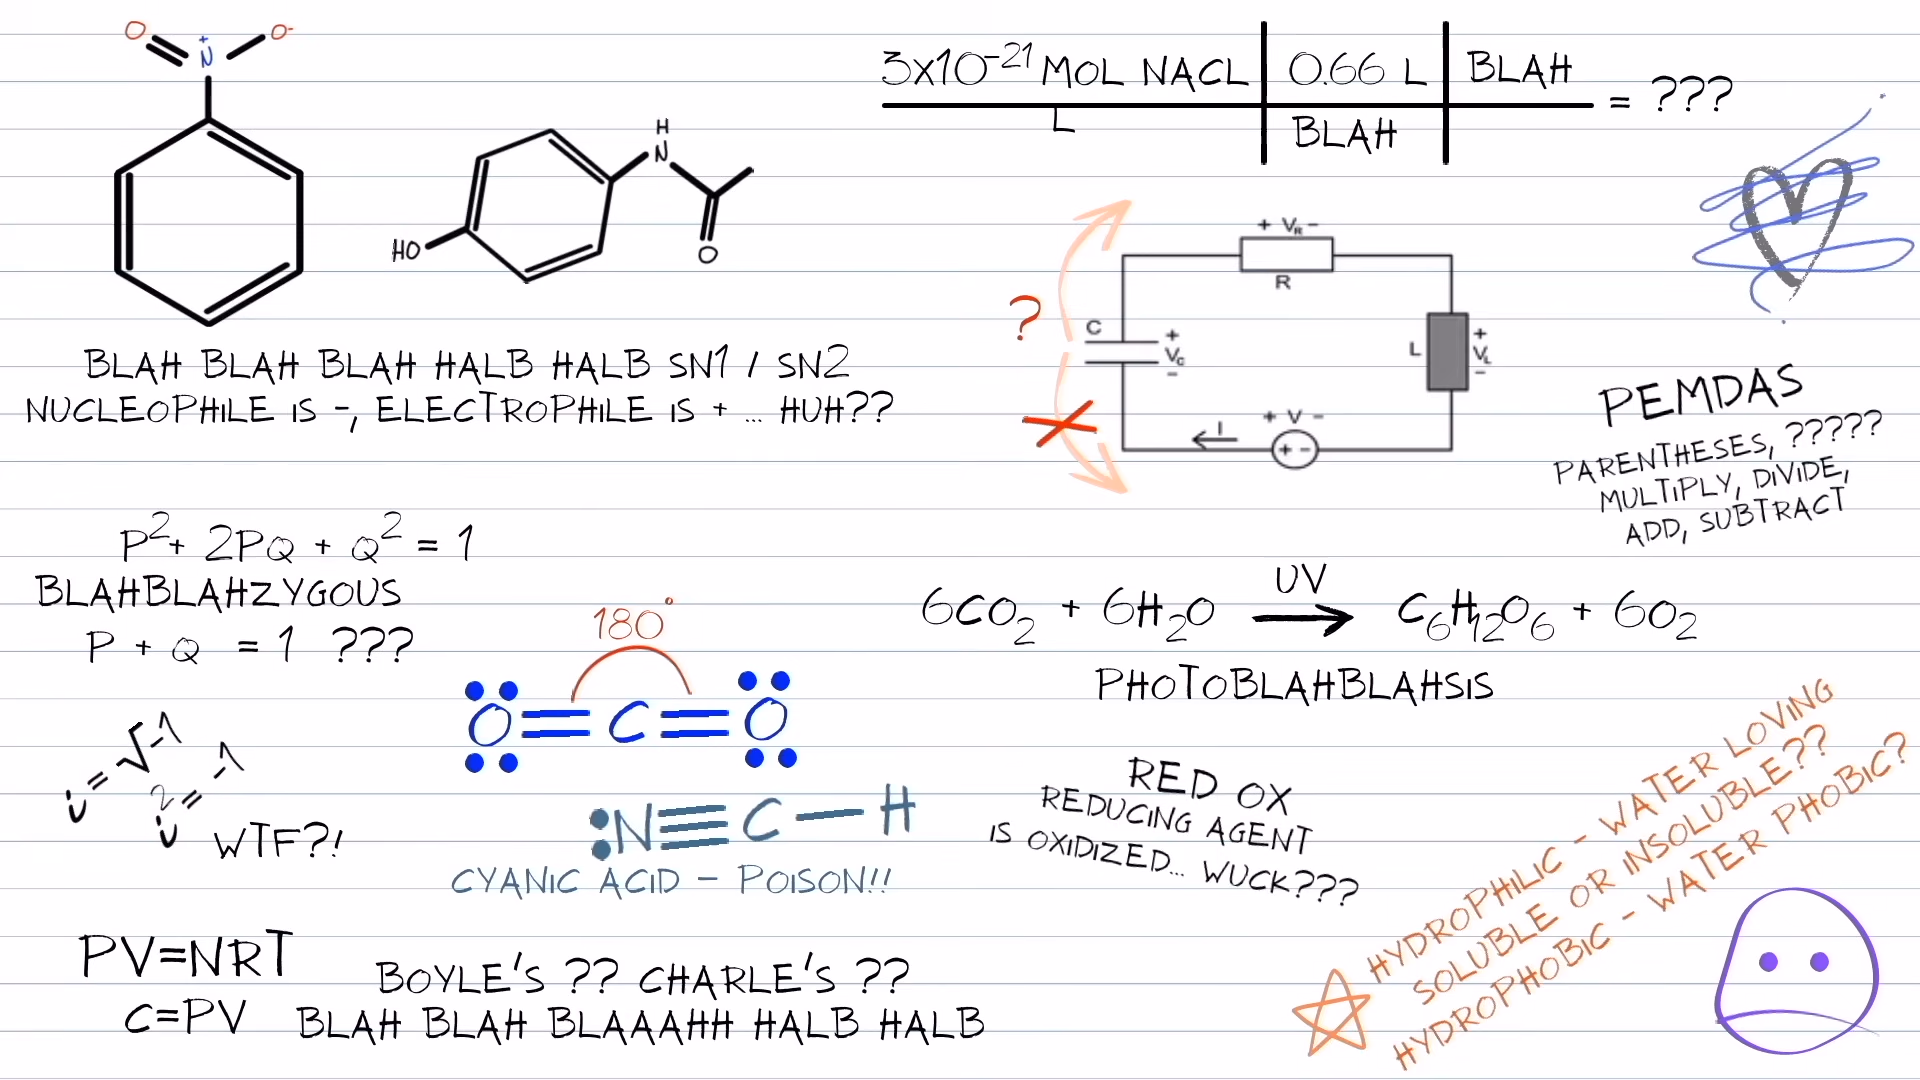 O N+ O-
H
N
HO
O
BLAH BLAH BLAH HALB HALB SN1 / SN2
NUCLEOPHILE IS -, ELECTROPHILE IS + ... HUH??
3x10-21 MOL NACL | 0.66 L | BLAH
L | BLAH
= ???
+ VR -
R
?
C
+
VC
-
L
+
VL
-
+ V -
I
+ -
PEMDAS
PARENTHESES, ?????
MULTIPLY, DIVIDE,
ADD, SUBTRACT
P2+ 2PQ + Q2 = 1
BLAHBLAHZYGOUS
P + Q = 1 ???
i = √-1
i2 = -1
WTF?!
180°
O=C=O
:N≡C-H
CYANIC ACID - POISON!!
UV
6CO2 + 6H2O → C6H12O6 + 6O2
PHOTOBLAHBLAHSIS
RED OX
REDUCING AGENT
IS OXIDIZED... WUCK???
HYDROPHILIC - WATER LOVING
SOLUBLE OR INSOLUBLE??
HYDROPHOBIC - WATER PHOBIC?
PV=NRT
C=PV
BOYLE'S ?? CHARLE'S ??
BLAH BLAH BLAAAHH HALB HALB